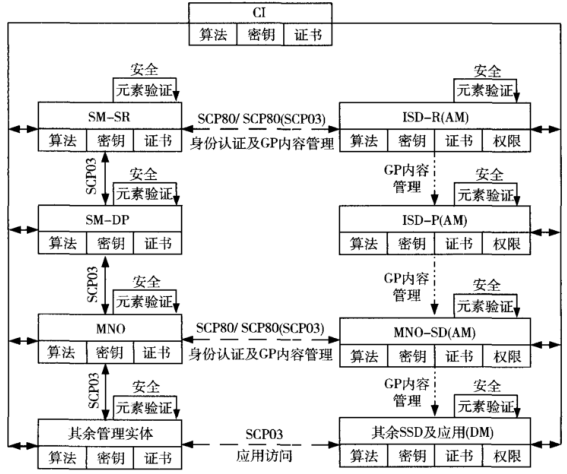 CI
算法 密钥 证书
安全
元素验证
SM-SR
算法 密钥 证书
SCP80/ SCP80(SCP03)
身份认证及GP内容管理
安全
元素验证
ISD-R(AM)
算法 密钥 证书 权限
SCP03
GP内容
管理
安全
元素验证
SM-DP
算法 密钥 证书
安全
元素验证
ISD-P(AM)
算法 密钥 证书 权限
SCP03
GP内容
管理
安全
元素验证
MNO
算法 密钥 证书
SCP80/ SCP80(SCP03)
身份认证及GP内容管理
安全
元素验证
MNO-SD(AM)
算法 密钥 证书 权限
SCP03
GP内容
管理
安全
元素验证
其余管理实体
算法 密钥 证书
SCP03
应用访问
安全
元素验证
其余SSD及应用(DM)
算法 密钥 证书 权限